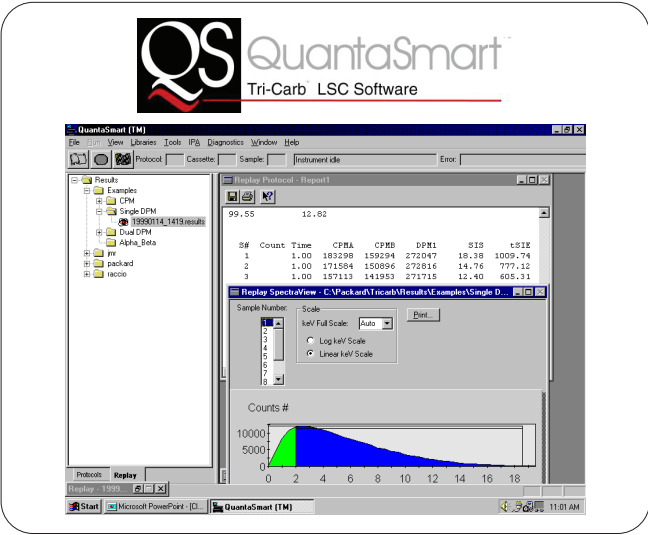 QS QuantaSmart™
Tri-Carb LSC Software
QuantaSmart (TM)
File Run View Libraries Tools IPA Diagnostics Window Help
Protocol: Cassette: Sample: Instrument idle Error:
Results
Examples
CPM
Single DPM
19990114_1419.results
Dual DPM
Alpha_Beta
jmr
packard
raccio
Protocols Replay
Replay Protocol - Report1
99.55 12.82
S# Count Time CPMA CPMB DPM1 SIS tSIE
1 1.00 183298 159294 272047 18.38 1009.74
2 1.00 171584 150896 272816 14.76 777.12
3 1.00 157113 141953 271715 12.40 605.31
Replay SpectraView - C:\Packard\Tricarb\Results\Examples\Single D...
Sample Number:
1
2
3
4
5
6
7
8
Scale
keV Full Scale: Auto
Log keV Scale
Linear keV Scale
Print...
Counts #
10000
5000
0
0 2 4 6 8 10 12 14 16 18
Replay - 1999...
Start Microsoft PowerPoint - [Cl... QuantaSmart (TM) 11:01 AM